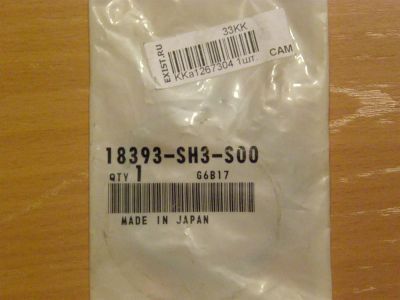 33KK
EXIST.RU
KKa1267304 1шт.
CAM
18393-SH3-S00
QTY 1 G6B17
MADE IN JAPAN